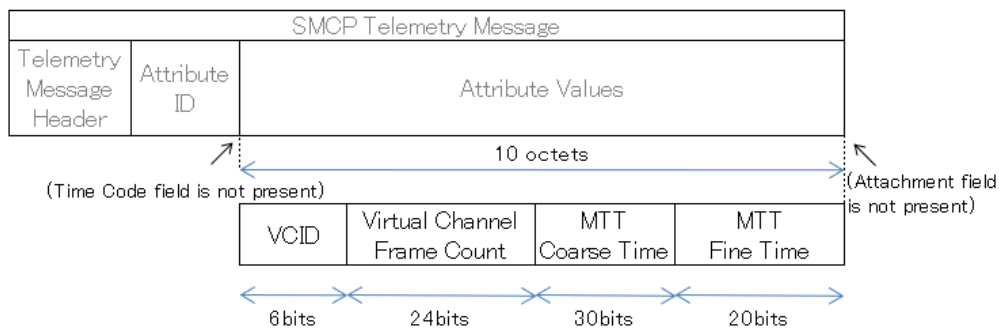 SMCP Telemetry Message
Telemetry
Message
Header
Attribute
ID
Attribute Values
10 octets
(Time Code field is not present)
(Attachment field
is not present)
VCID
Virtual Channel
Frame Count
MTT
Coarse Time
MTT
Fine Time
6bits
24bits
30bits
20bits